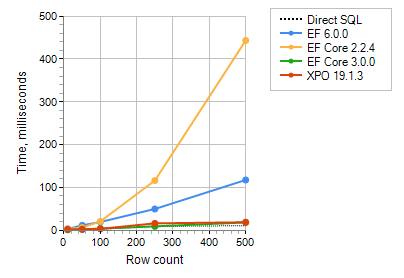 500
400
300
200
100
0
0
100
200
300
400
500
Time, milliseconds
Row count
Direct SQL
EF 6.0.0
EF Core 2.2.4
EF Core 3.0.0
XPO 19.1.3